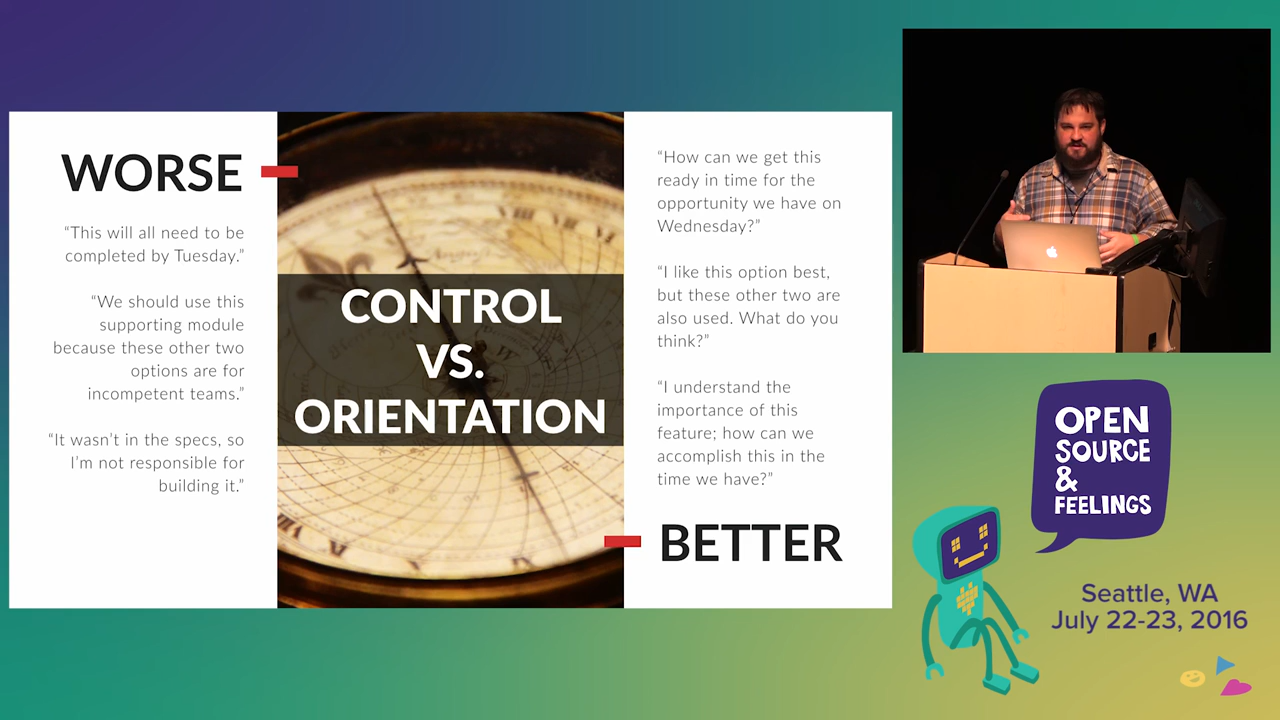 WORSE
“This will all need to be
completed by Tuesday.”
“We should use this
supporting module
because these other two
options are for
incompetent teams.”
“It wasn’t in the specs, so
I’m not responsible for
building it.”
CONTROL
VS.
ORIENTATION
“How can we get this
ready in time for the
opportunity we have on
Wednesday?”
“I like this option best,
but these other two are
also used. What do you
think?”
“I understand the
importance of this
feature; how can we
accomplish this in the
time we have?”
BETTER
OPEN
SOURCE
&
FEELINGS
Seattle, WA
July 22-23, 2016